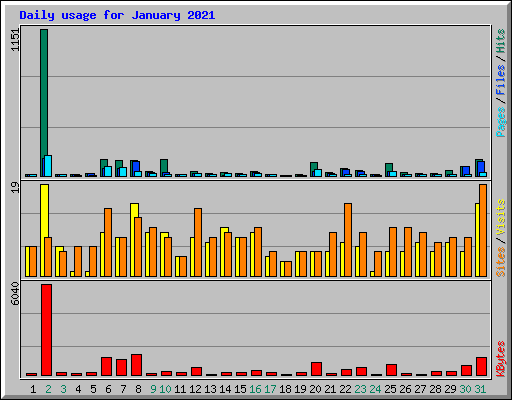 Daily usage for January 2021
1151
Pages / Files / Hits
19
Sites / Visits
6040
KBytes
1 2 3 4 5 6 7 8 9 10 11 12 13 14 15 16 17 18 19 20 21 22 23 24 25 26 27 28 29 30 31